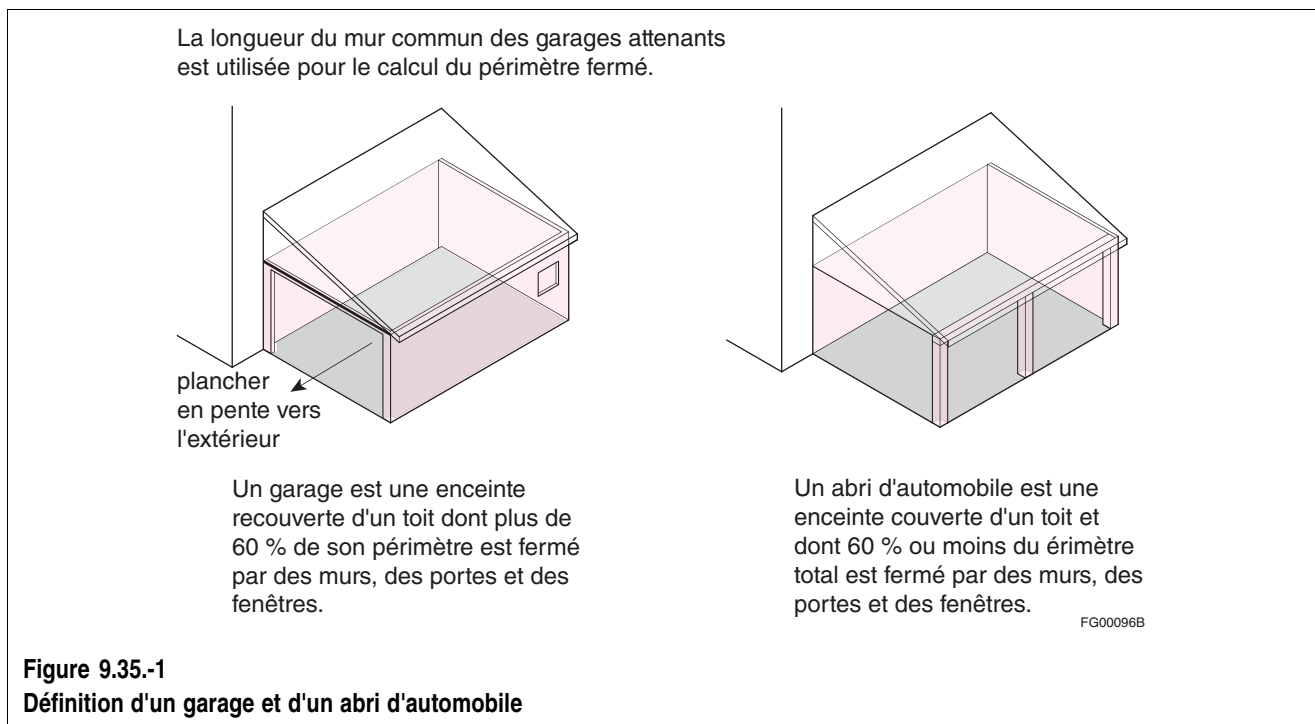 La longueur du mur commun des garages attenants
est utilisée pour le calcul du périmètre fermé.
plancher
en pente vers
l'extérieur
Un garage est une enceinte
recouverte d'un toit dont plus de
60 % de son périmètre est fermé
par des murs, des portes et des
fenêtres.
Un abri d'automobile est une
enceinte couverte d'un toit et
dont 60 % ou moins du érimètre
total est fermé par des murs, des
portes et des fenêtres.
FG00096B
Figure 9.35.-1
Définition d'un garage et d'un abri d'automobile